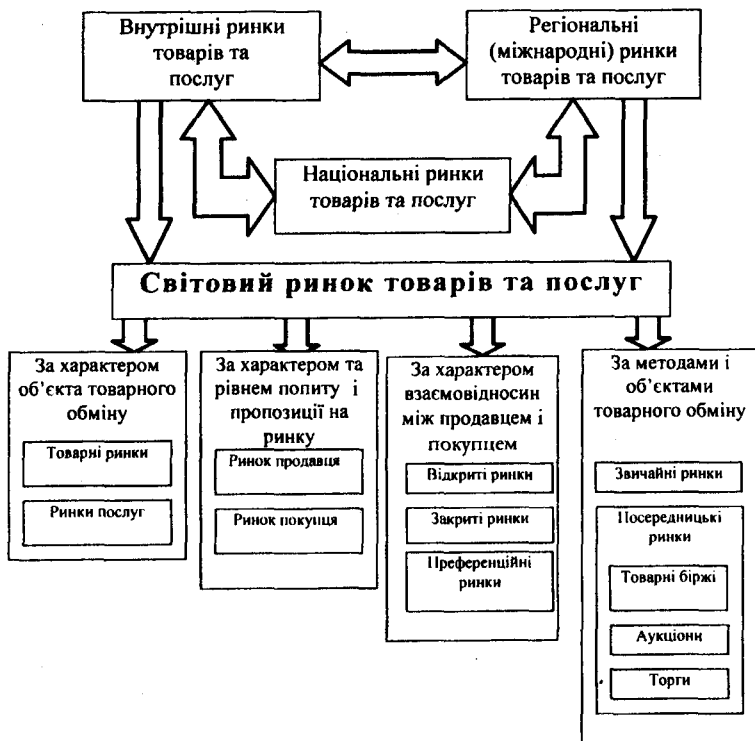 Внутрішні ринки
товарів та
послуг
Регіональні
(міжнародні) ринки
товарів та послуг
Національні ринки
товарів та послуг
Світовий ринок товарів та послуг
За характером
об’єкта товарного
обміну
Товарні ринки
Ринки послуг
За характером та
рівнем попиту і
пропозиції на
ринку
Ринок продавця
Ринок покупця
За характером
взаємовідносин
між продавцем і
покупцем
Відкриті ринки
Закриті ринки
Преференційні
ринки
За методами і
об’єктами
товарного обміну
Звичайні ринки
Посередницькі
ринки
Товарні біржі
Аукціони
Торги